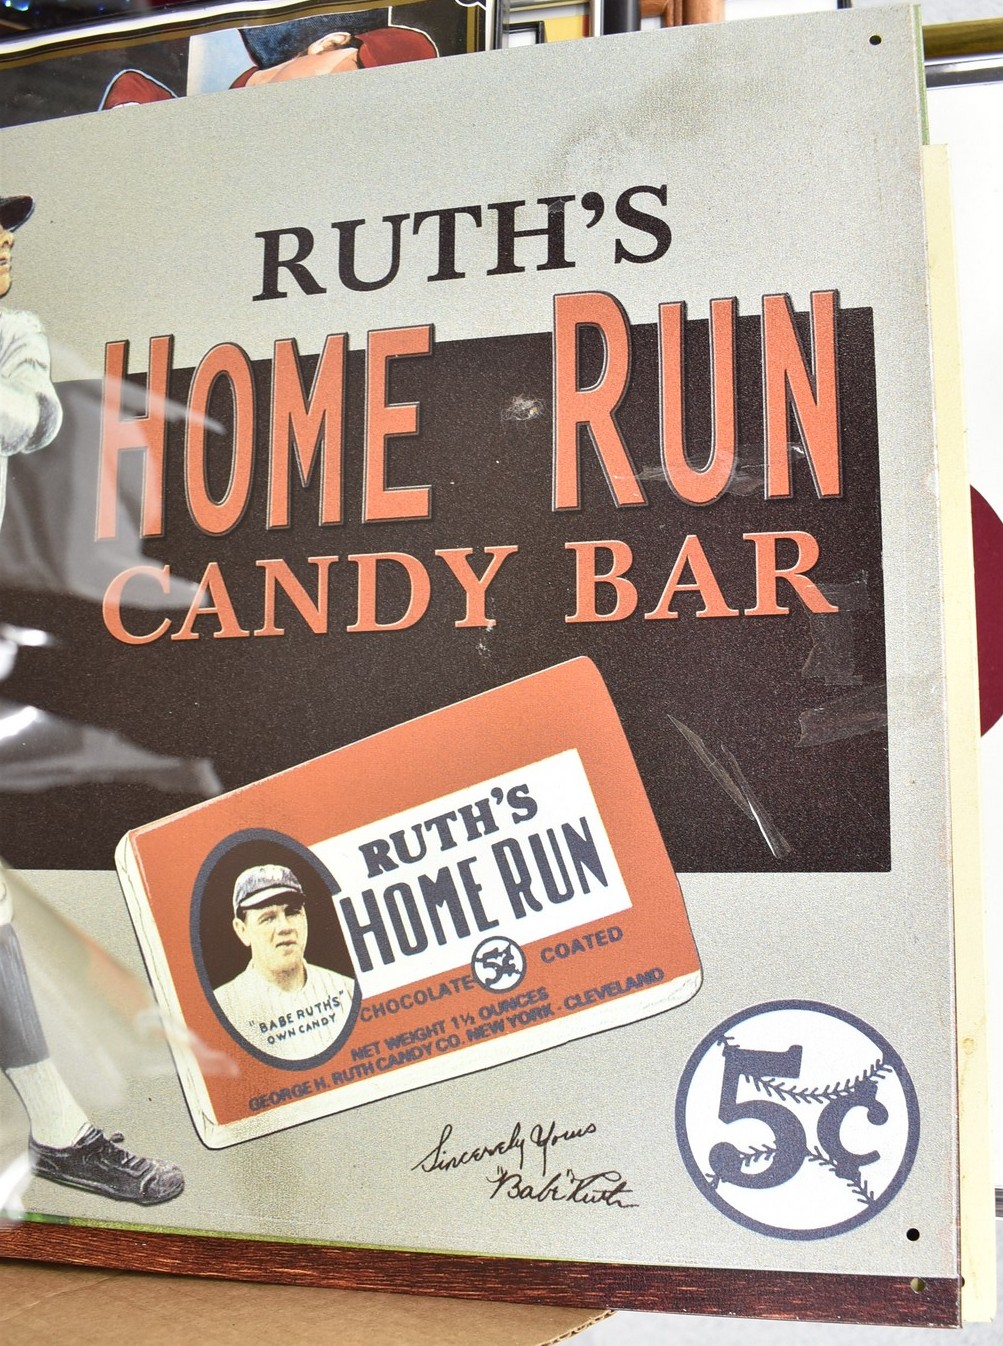 RUTH'S
HOME RUN
CANDY BAR
RUTH'S
HOME RUN
CHOCOLATE 5¢ COATED
"BABE RUTH'S"
OWN CANDY
NET WEIGHT 1½ OUNCES
GEORGE H. RUTH CANDY CO. NEW YORK - CLEVELAND
Sincerely Yours
"Babe" Ruth
5¢